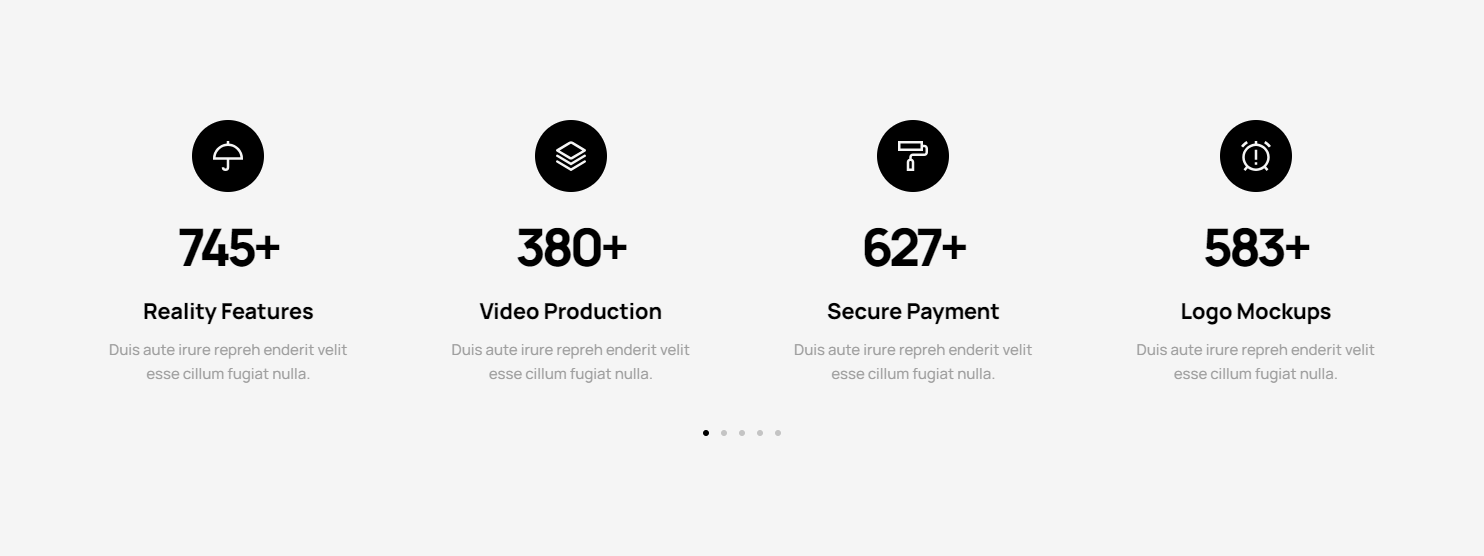 745+
Reality Features
Duis aute irure repreh enderit velit
esse cillum fugiat nulla.
380+
Video Production
Duis aute irure repreh enderit velit
esse cillum fugiat nulla.
627+
Secure Payment
Duis aute irure repreh enderit velit
esse cillum fugiat nulla.
583+
Logo Mockups
Duis aute irure repreh enderit velit
esse cillum fugiat nulla.